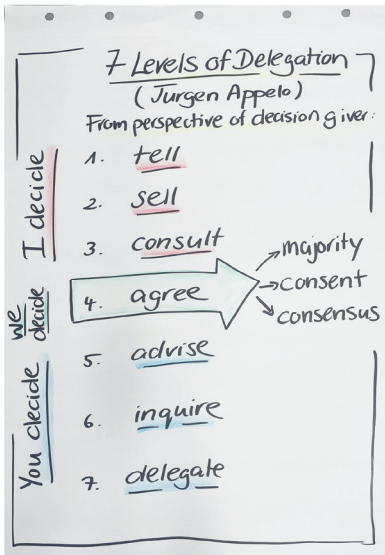 7 Levels of Delegation
(Jurgen Appelo)
From perspective of decision giver:
I decide
1. tell
2. sell
3. consult
we decide
4. agree
majority
consent
consensus
You decide
5. advise
6. inquire
7. delegate